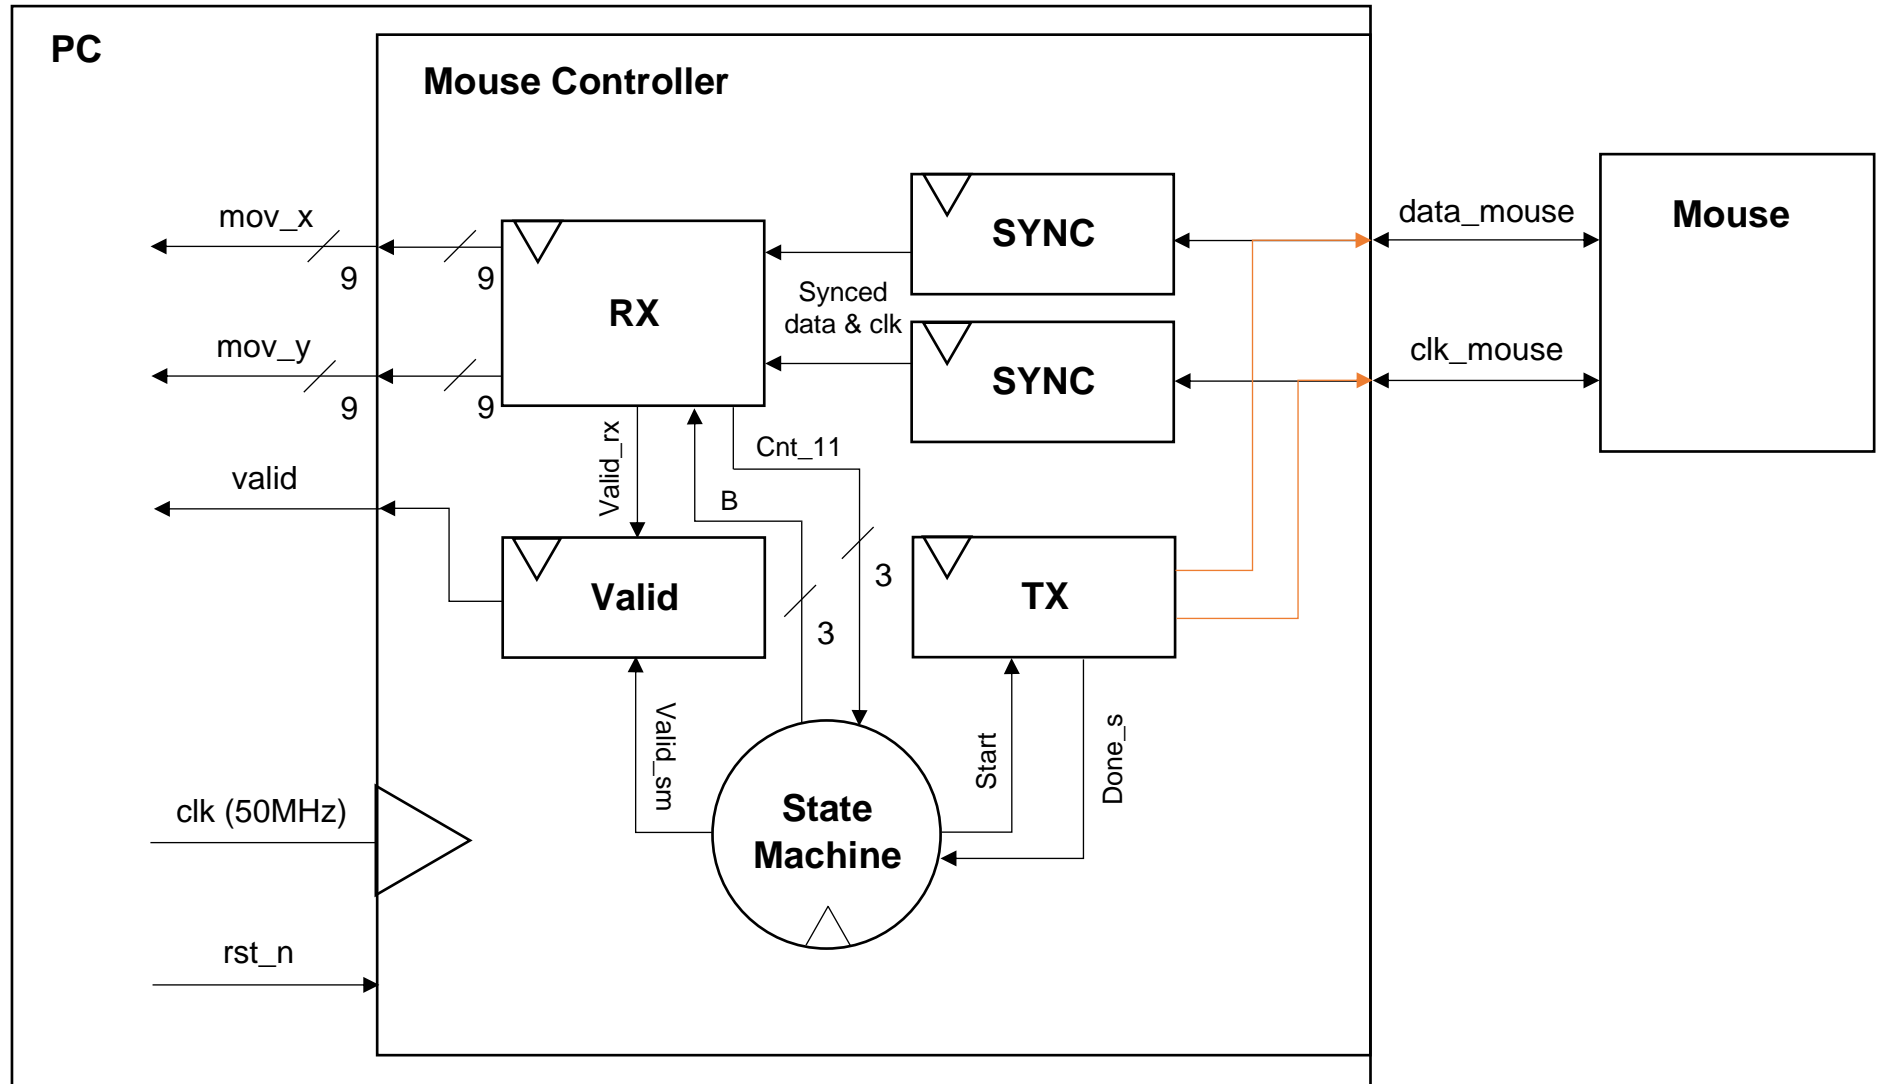 PC
Mouse Controller
mov_x
9
9
mov_y
9
9
valid
clk (50MHz)
rst_n
RX
SYNC
Synced
data & clk
SYNC
data_mouse
clk_mouse
Mouse
Valid_rx
B
Cnt_11
3
3
Valid
TX
Valid_sm
Start
Done_s
State
Machine